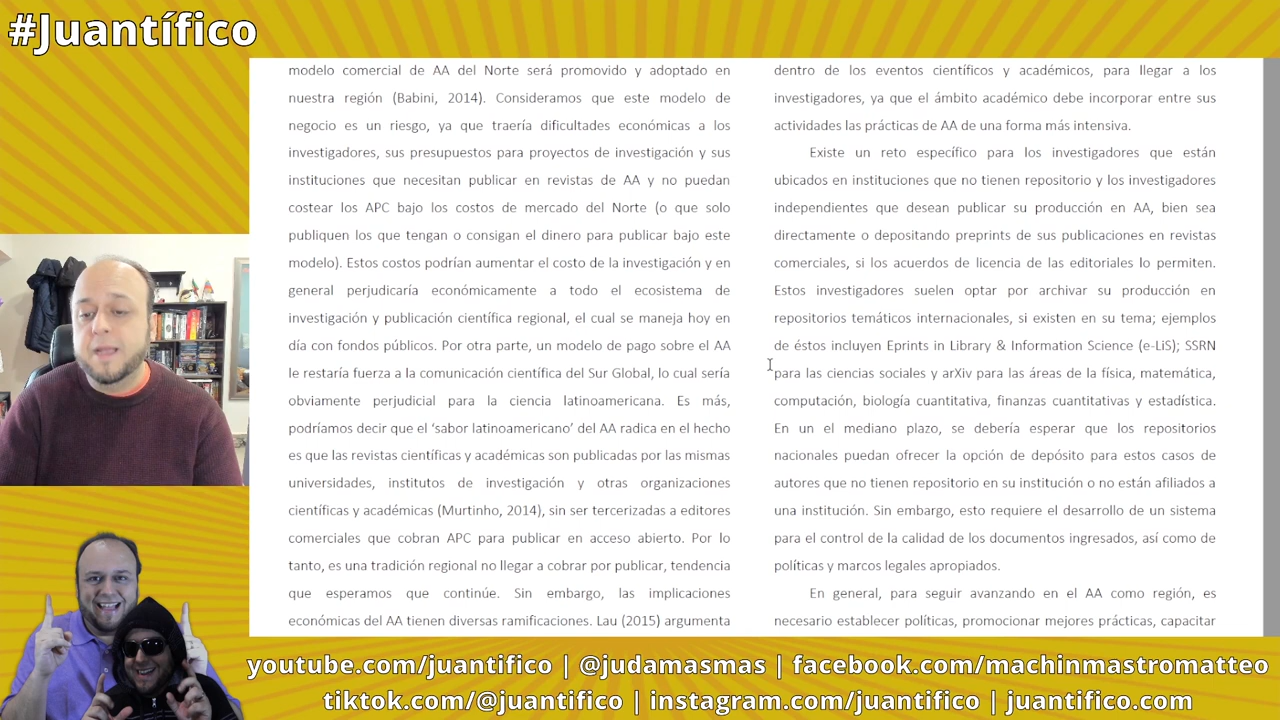 #Juantífico
modelo comercial de AA del Norte será promovido y adoptado en
nuestra región (Babini, 2014). Consideramos que este modelo de
negocio es un riesgo, ya que traería dificultades económicas a los
investigadores, sus presupuestos para proyectos de investigación y sus
instituciones que necesitan publicar en revistas de AA y no puedan
costear los APC bajo los costos de mercado del Norte (o que solo
publiquen los que tengan o consigan el dinero para publicar bajo este
modelo). Estos costos podrían aumentar el costo de la investigación y en
general perjudicaría económicamente a todo el ecosistema de
investigación y publicación científica regional, el cual se maneja hoy en
día con fondos públicos. Por otra parte, un modelo de pago sobre el AA
le restaría fuerza a la comunicación científica del Sur Global, lo cual sería
obviamente perjudicial para la ciencia latinoamericana. Es más,
podríamos decir que el ‘sabor latinoamericano’ del AA radica en el hecho
es que las revistas científicas y académicas son publicadas por las mismas
universidades, institutos de investigación y otras organizaciones
científicas y académicas (Murtinho, 2014), sin ser tercerizadas a editores
comerciales que cobran APC para publicar en acceso abierto. Por lo
tanto, es una tradición regional no llegar a cobrar por publicar, tendencia
que esperamos que continúe. Sin embargo, las implicaciones
económicas del AA tienen diversas ramificaciones. Lau (2015) argumenta
dentro de los eventos científicos y académicos, para llegar a los
investigadores, ya que el ámbito académico debe incorporar entre sus
actividades las prácticas de AA de una forma más intensiva.
Existe un reto específico para los investigadores que están
ubicados en instituciones que no tienen repositorio y los investigadores
independientes que desean publicar su producción en AA, bien sea
directamente o depositando preprints de sus publicaciones en revistas
comerciales, si los acuerdos de licencia de las editoriales lo permiten.
Estos investigadores suelen optar por archivar su producción en
repositorios temáticos internacionales, si existen en su tema; ejemplos
de éstos incluyen Eprints in Library & Information Science (e-LiS); SSRN
para las ciencias sociales y arXiv para las áreas de la física, matemática,
computación, biología cuantitativa, finanzas cuantitativas y estadística.
En un el mediano plazo, se debería esperar que los repositorios
nacionales puedan ofrecer la opción de depósito para estos casos de
autores que no tienen repositorio en su institución o no están afiliados a
una institución. Sin embargo, esto requiere el desarrollo de un sistema
para el control de la calidad de los documentos ingresados, así como de
políticas y marcos legales apropiados.
En general, para seguir avanzando en el AA como región, es
necesario establecer políticas, promocionar mejores prácticas, capacitar
youtube.com/juantifico | @judamasmas | facebook.com/machinmastromatteo
tiktok.com/@juantifico | instagram.com/juantifico | juantifico.com